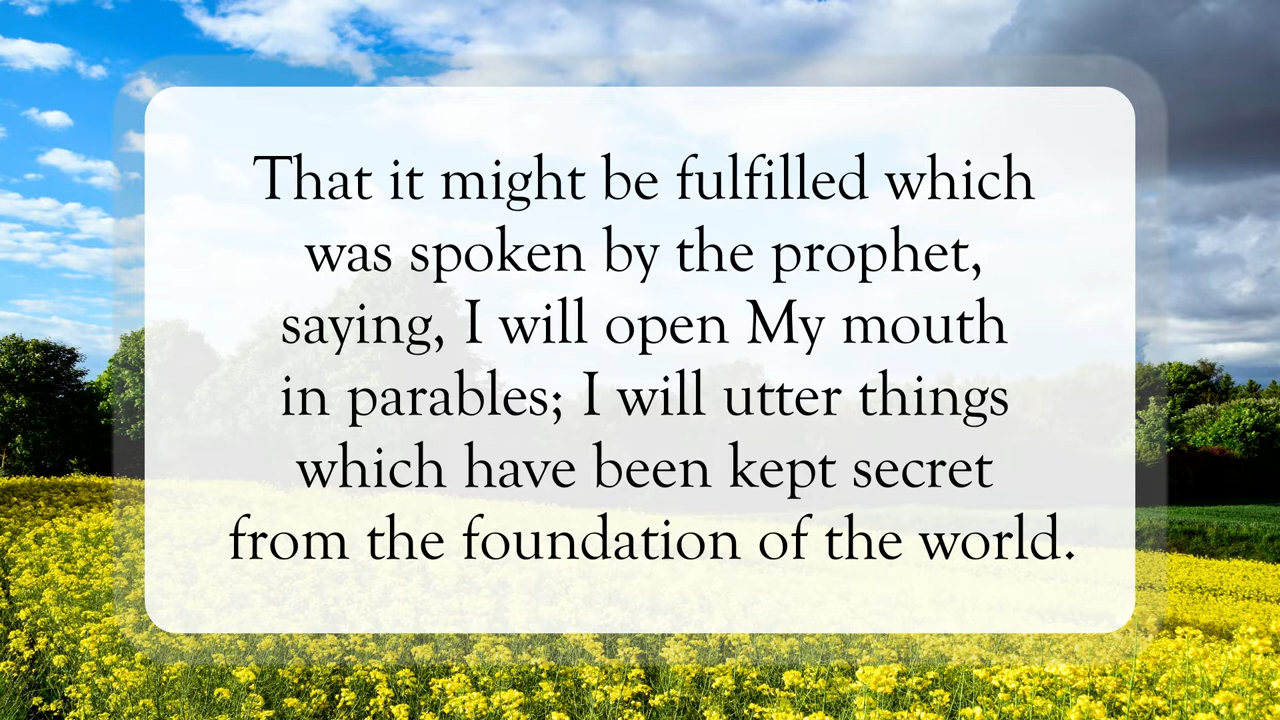 That it might be fulfilled which
was spoken by the prophet,
saying, I will open My mouth
in parables; I will utter things
which have been kept secret
from the foundation of the world.